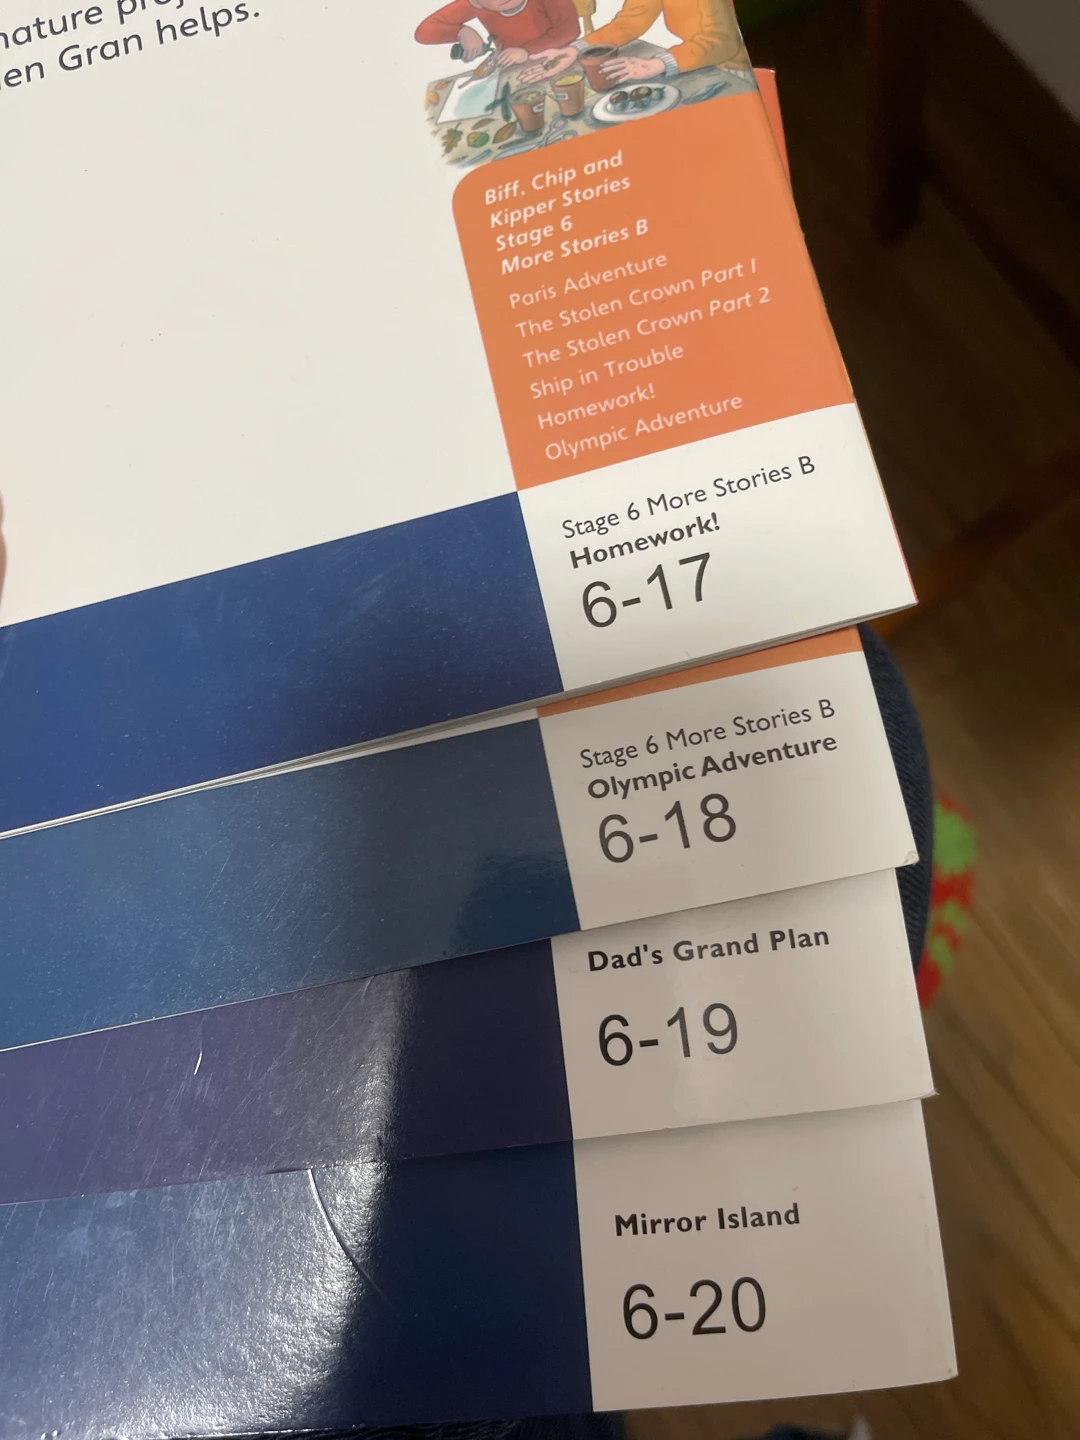 nature
en Gran helps.
Biff, Chip and
Kipper Stories
Stage 6
More Stories B
Paris Adventure
The Stolen Crown Part 1
The Stolen Crown Part 2
Ship in Trouble
Homework!
Olympic Adventure
Stage 6 More Stories B
Homework!
6-17
Stage 6 More Stories B
Olympic Adventure
6-18
Dad's Grand Plan
6-19
Mirror Island
6-20